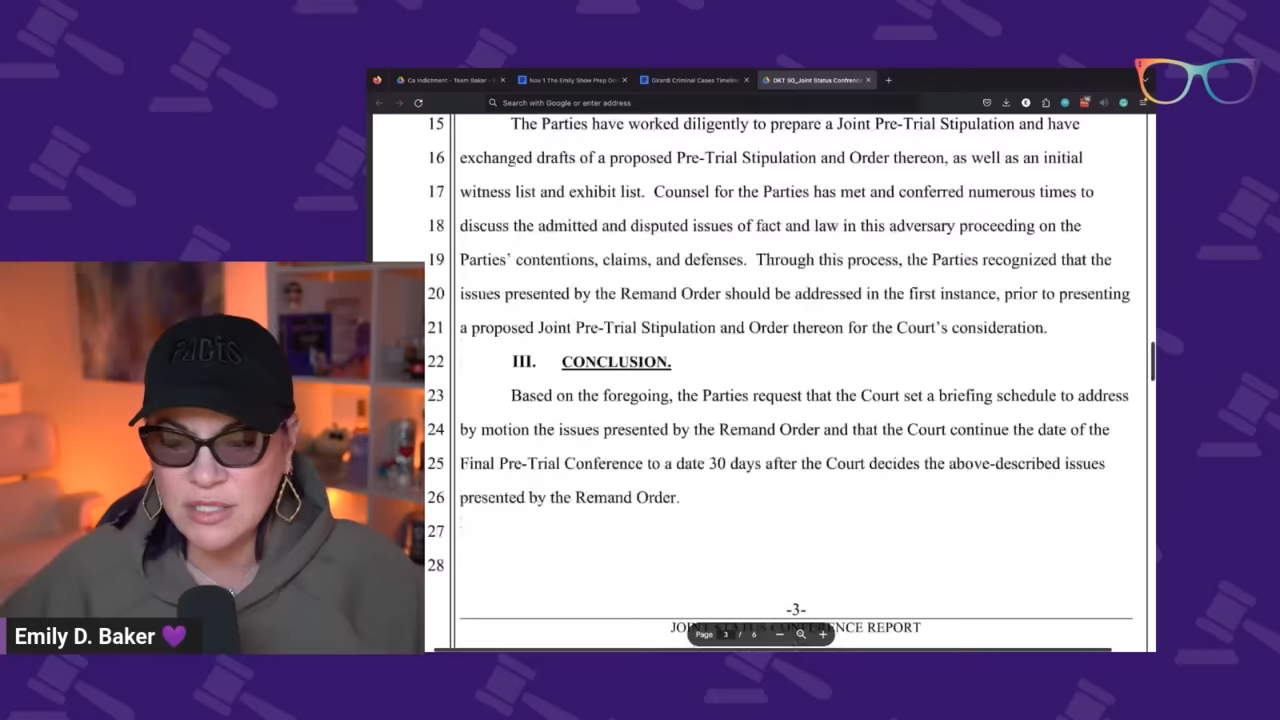 Ca Indictment - Team Baker -
Nov 1 The Emily Show Prep Do
Girardi Criminal Cases Timeline
DKT 90_Joint Status Conferenc
Search with Google or enter address
15 The Parties have worked diligently to prepare a Joint Pre-Trial Stipulation and have
16 exchanged drafts of a proposed Pre-Trial Stipulation and Order thereon, as well as an initial
17 witness list and exhibit list. Counsel for the Parties has met and conferred numerous times to
18 discuss the admitted and disputed issues of fact and law in this adversary proceeding on the
19 Parties' contentions, claims, and defenses. Through this process, the Parties recognized that the
20 issues presented by the Remand Order should be addressed in the first instance, prior to presenting
21 a proposed Joint Pre-Trial Stipulation and Order thereon for the Court's consideration.
22 III. CONCLUSION.
23 Based on the foregoing, the Parties request that the Court set a briefing schedule to address
24 by motion the issues presented by the Remand Order and that the Court continue the date of the
25 Final Pre-Trial Conference to a date 30 days after the Court decides the above-described issues
26 presented by the Remand Order.
27
28
-3-
JOINT STATUS CONFERENCE REPORT
Page 3 / 6
FACTS
Emily D. Baker